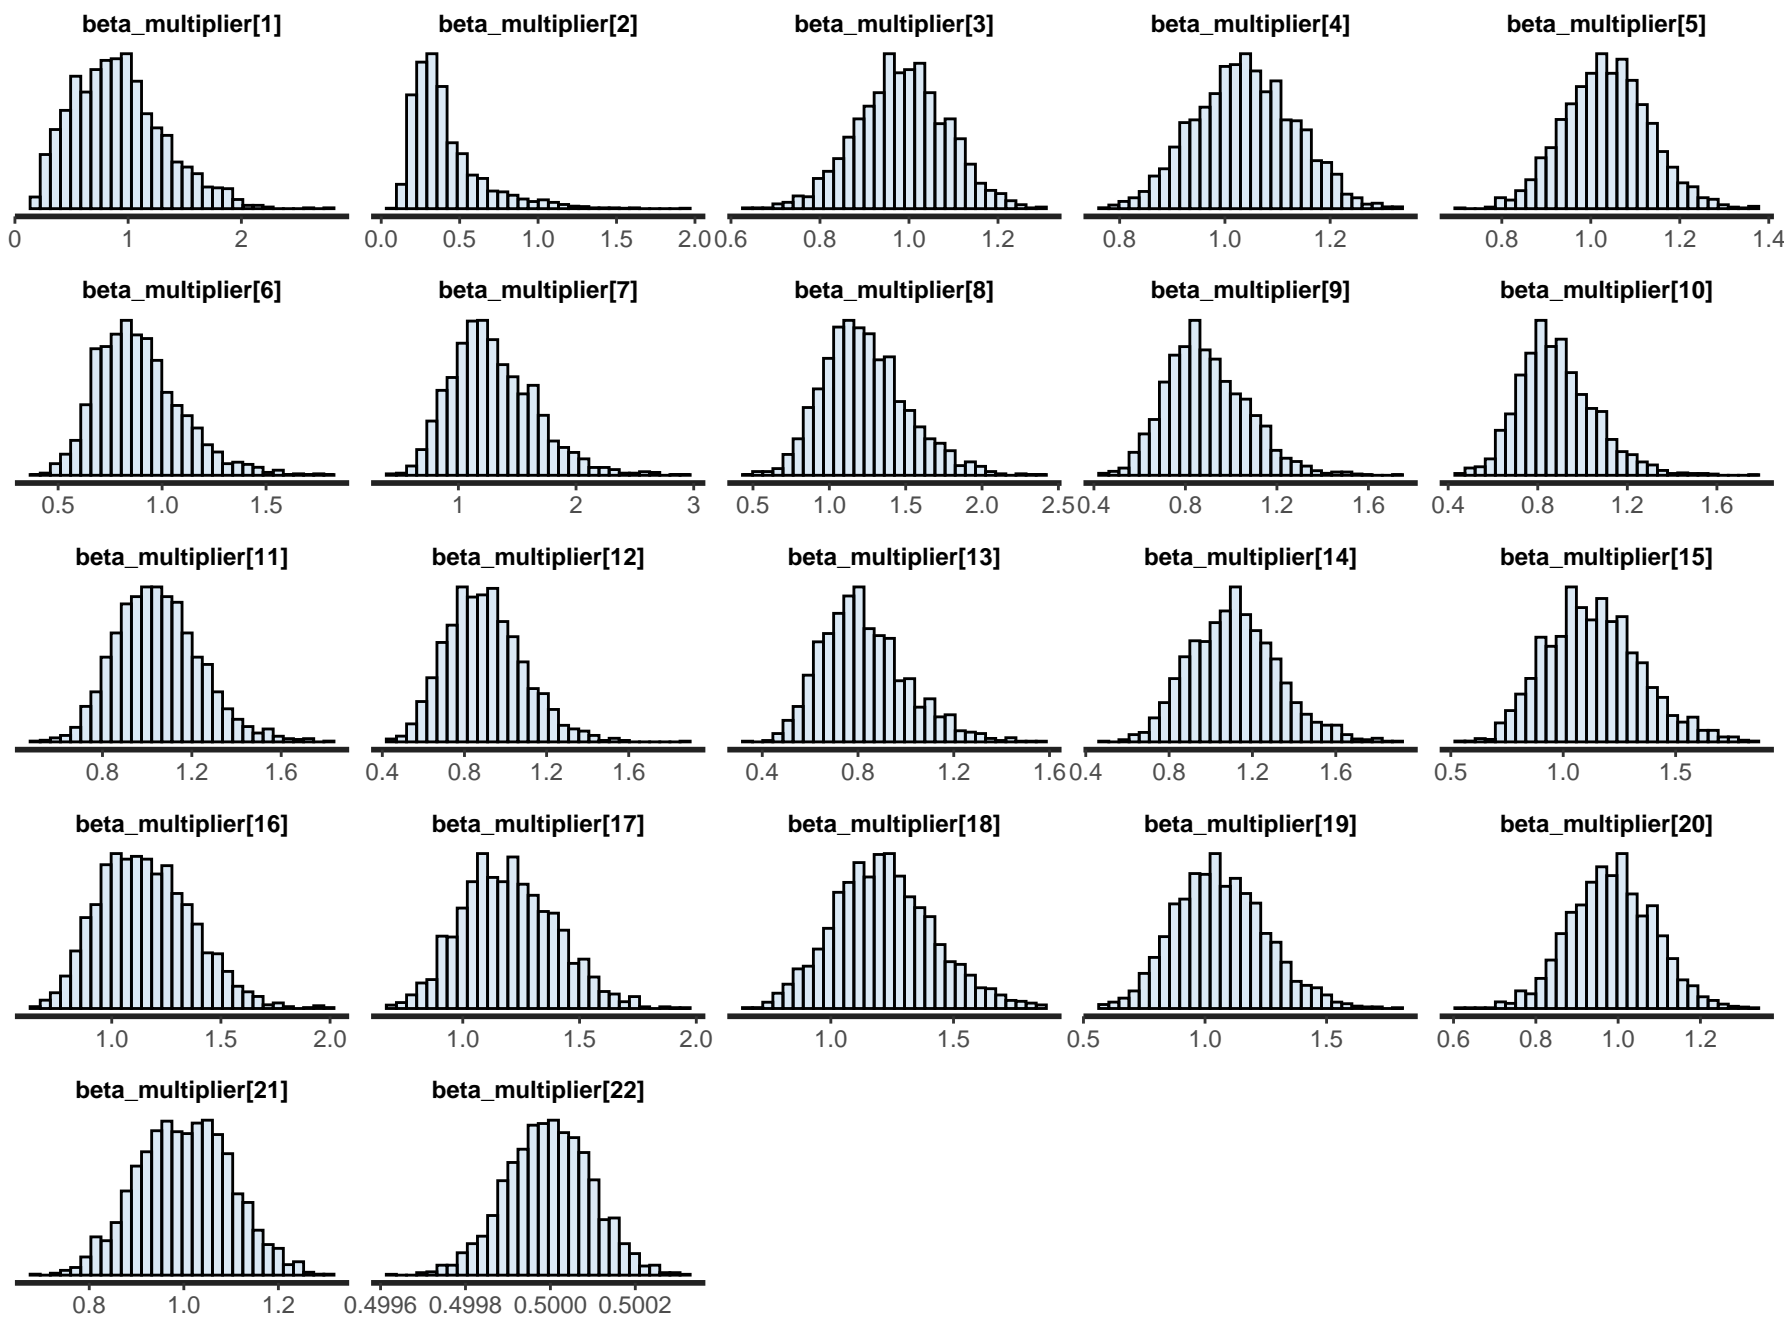 beta_multiplier[1] beta_multiplier[2] beta_multiplier[3] beta_multiplier[4] beta_multiplier[5]
0 1 2 0.0 0.5 1.0 1.5 2.0 0.6 0.8 1.0 1.2 0.8 1.0 1.2 0.8 1.0 1.2 1.4
beta_multiplier[6] beta_multiplier[7] beta_multiplier[8] beta_multiplier[9] beta_multiplier[10]
0.5 1.0 1.5 1 2 3 0.5 1.0 1.5 2.0 2.5 0.4 0.8 1.2 1.6 0.4 0.8 1.2 1.6
beta_multiplier[11] beta_multiplier[12] beta_multiplier[13] beta_multiplier[14] beta_multiplier[15]
0.8 1.2 1.6 0.4 0.8 1.2 1.6 0.4 0.8 1.2 1.6 0.4 0.8 1.2 1.6 0.5 1.0 1.5
beta_multiplier[16] beta_multiplier[17] beta_multiplier[18] beta_multiplier[19] beta_multiplier[20]
1.0 1.5 2.0 1.0 1.5 2.0 1.0 1.5 0.5 1.0 1.5 0.6 0.8 1.0 1.2
beta_multiplier[21] beta_multiplier[22]
0.8 1.0 1.2 0.4996 0.4998 0.5000 0.5002